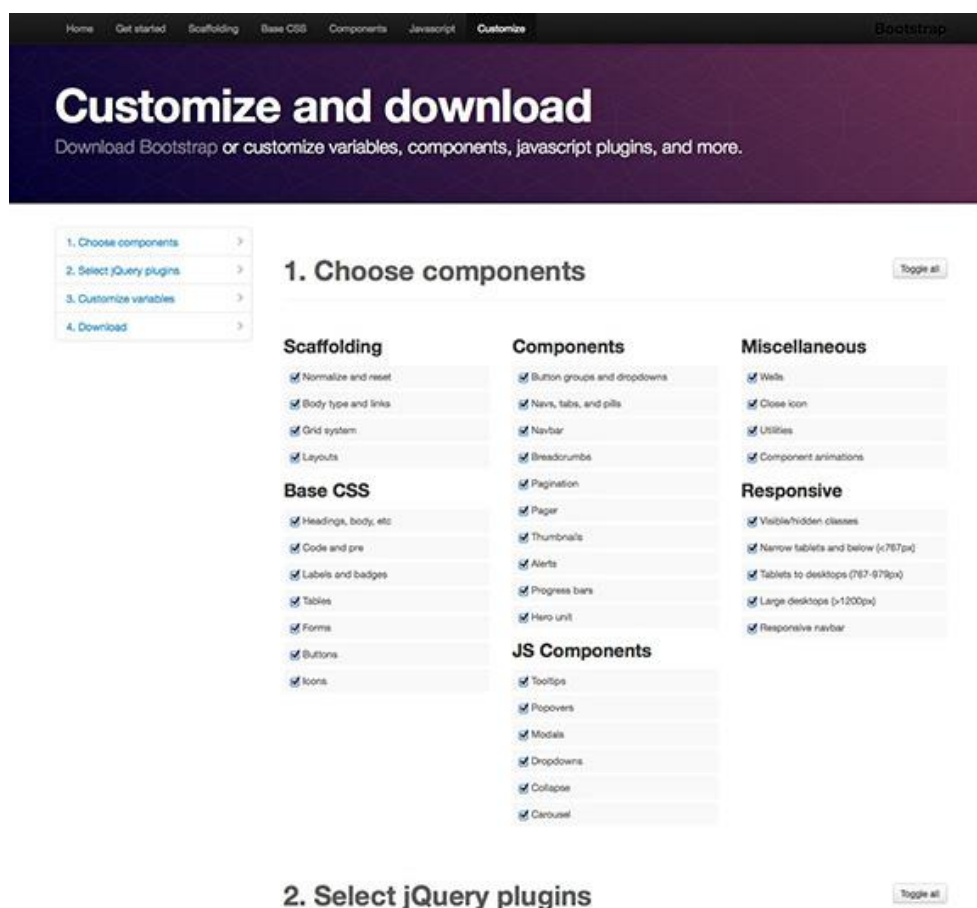 Home Get started Scaffolding Base CSS Components Javascript Customize Bootstrap
Customize and download
Download Bootstrap or customize variables, components, javascript plugins, and more.
1. Choose components
2. Select jQuery plugins
3. Customize variables
4. Download
1. Choose components
Toggle all
Scaffolding
Normalize and reset
Body type and links
Grid system
Layouts
Base CSS
Headings, body, etc
Code and pre
Labels and badges
Tables
Forms
Buttons
Icons
Components
Button groups and dropdowns
Navs, tabs, and pills
Navbar
Breadcrumbs
Pagination
Pager
Thumbnails
Alerts
Progress bars
Hero unit
JS Components
Tooltips
Popovers
Modals
Dropdowns
Collapse
Carousel
Miscellaneous
Wells
Close icon
Utilities
Component animations
Responsive
Visible/hidden classes
Narrow tablets and below (<767px)
Tablets to desktops (767-979px)
Large desktops (>1200px)
Responsive navbar
2. Select jQuery plugins
Toggle all